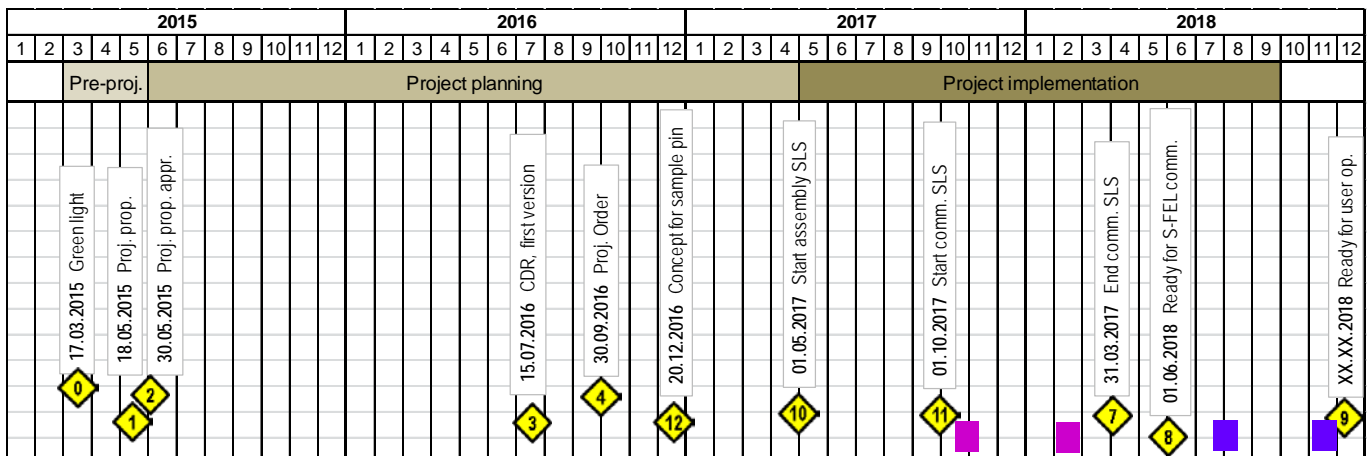 2015 2016 2017 2018
1 2 3 4 5 6 7 8 9 10 11 12 1 2 3 4 5 6 7 8 9 10 11 12 1 2 3 4 5 6 7 8 9 10 11 12 1 2 3 4 5 6 7 8 9 10 11 12
Pre-proj. Project planning Project implementation
17.03.2015 Green light
18.05.2015 Proj. prop.
30.05.2015 Proj. prop. appr.
15.07.2016 CDR, first version
30.09.2016 Proj. Order
20.12.2016 Concept for sample pin
01.05.2017 Start assembly SLS
01.10.2017 Start comm. SLS
31.03.2017 End comm. SLS
01.06.2018 Ready for S-FEL comm.
XX.XX.2018 Ready for user op.
0
1
2
3
4
12
10
11
7
8
9